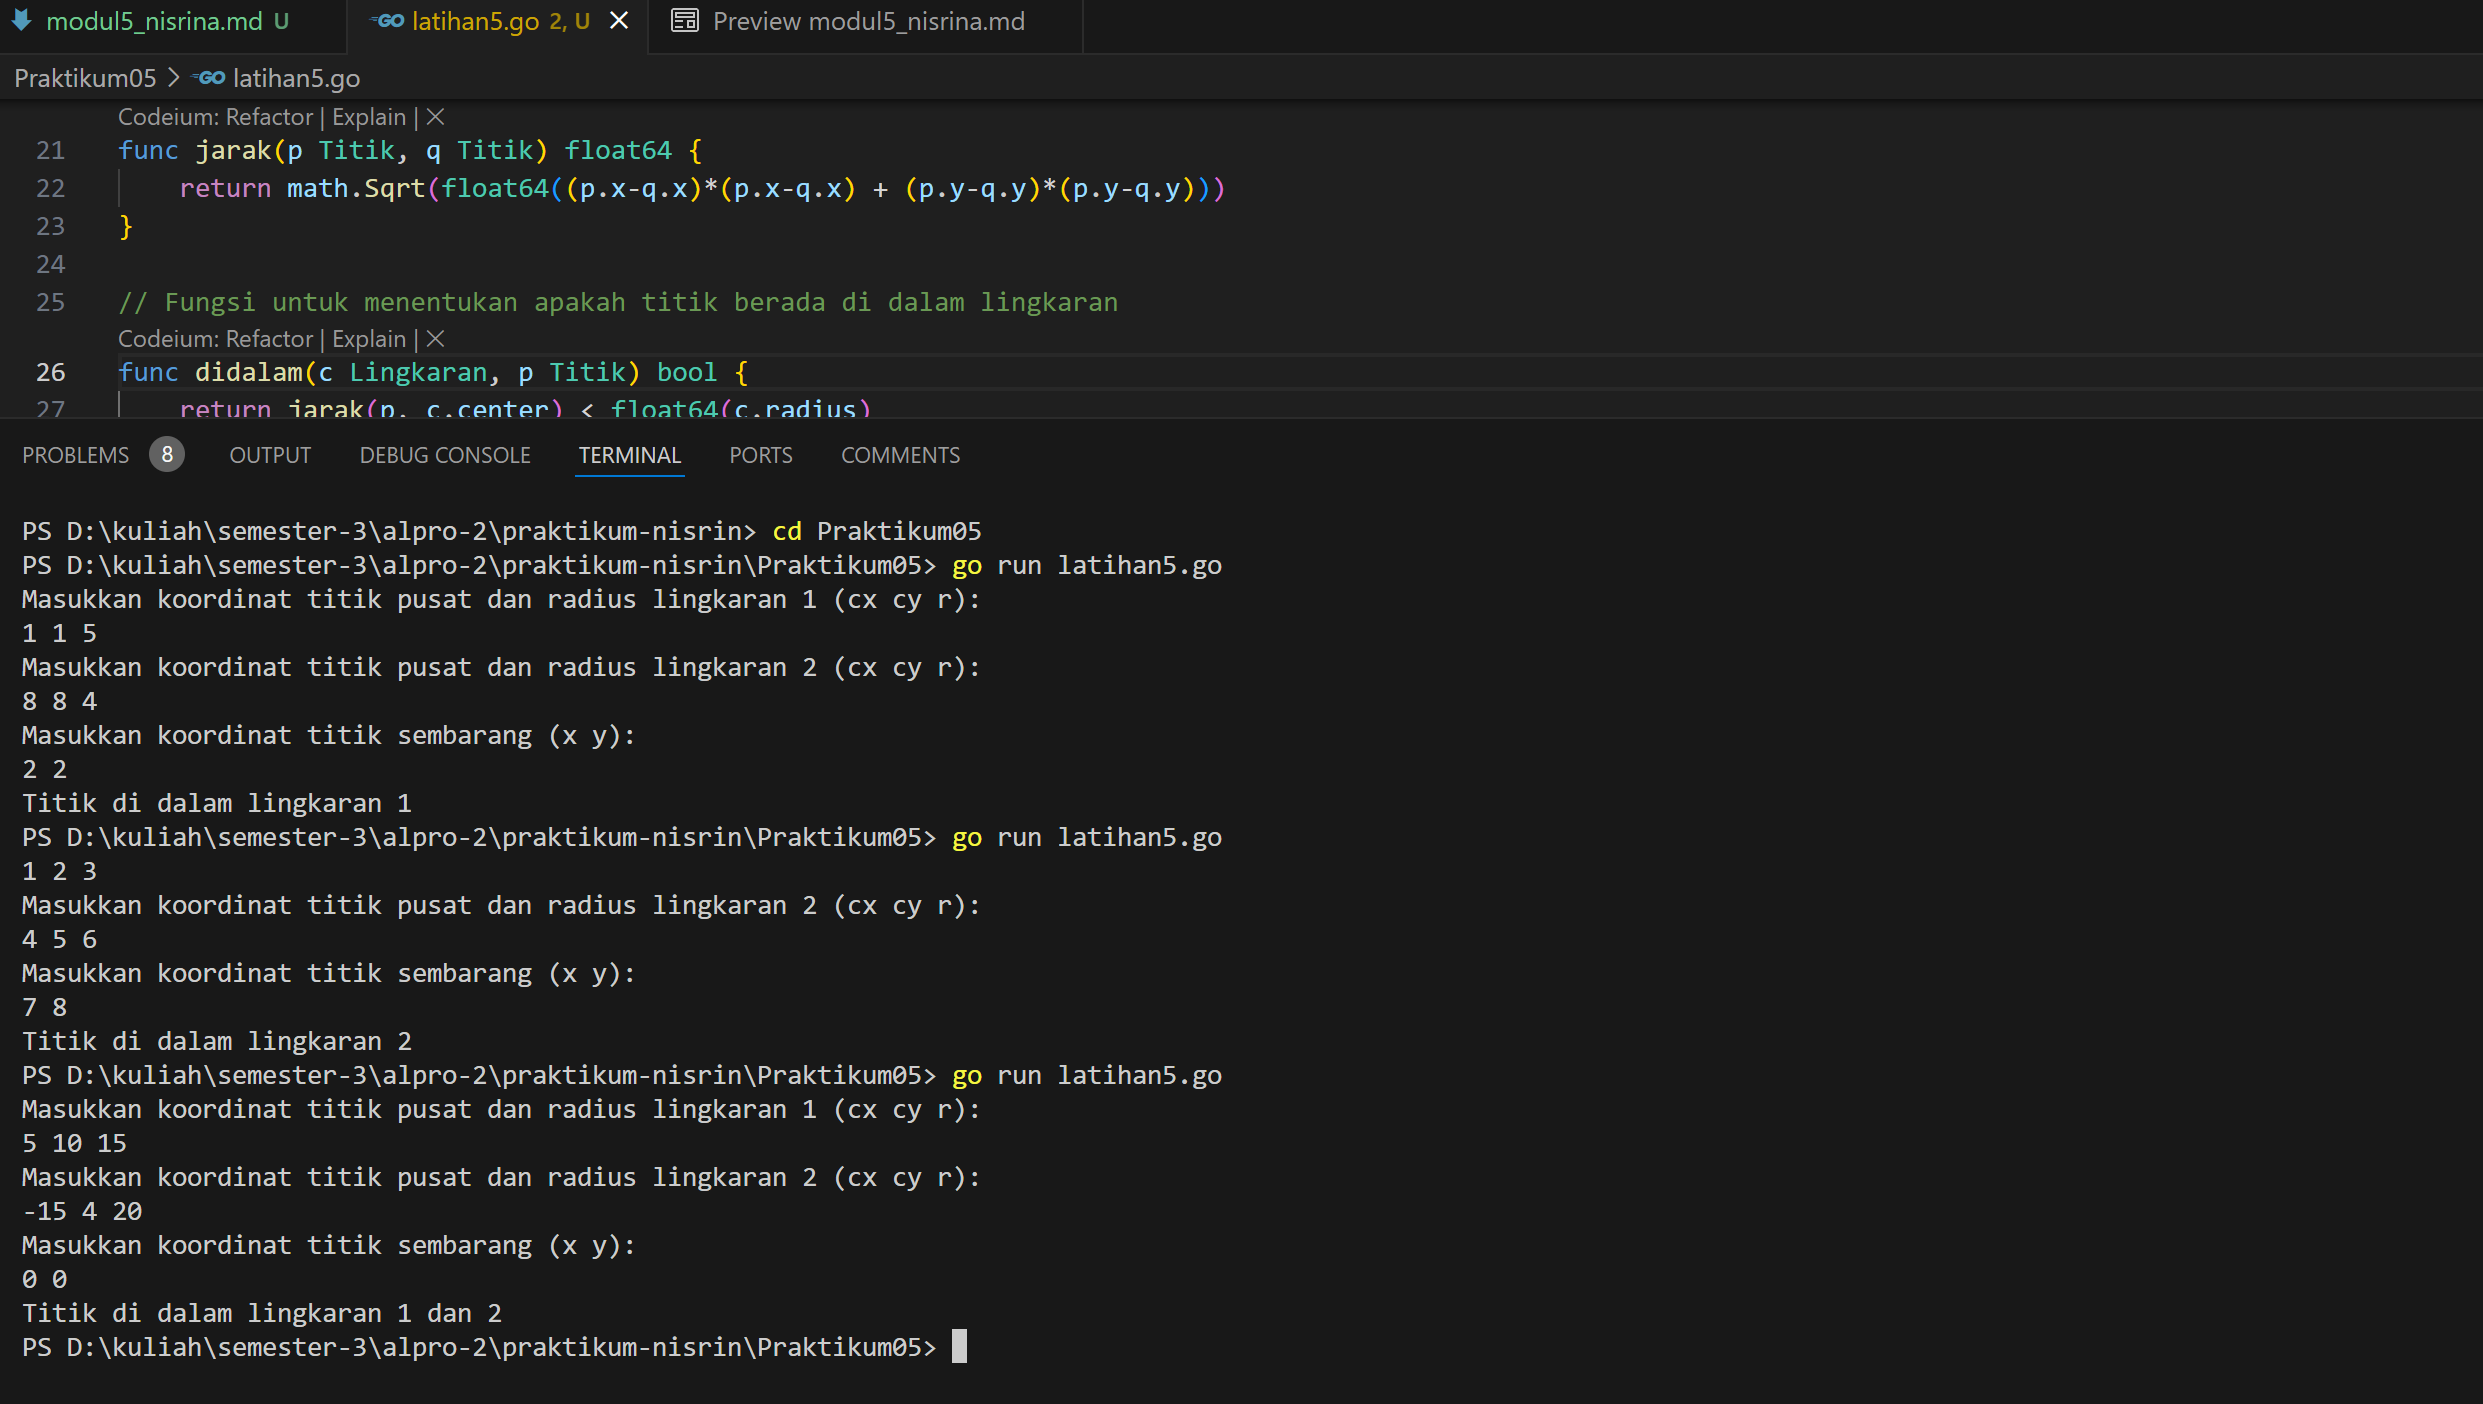 modul5_nisrina.md U GO latihan5.go 2, U Preview modul5_nisrina.md
Praktikum05 > GO latihan5.go
Codeium: Refactor | Explain | ×
21 func jarak(p Titik, q Titik) float64 {
22 return math.Sqrt(float64((p.x-q.x)*(p.x-q.x) + (p.y-q.y)*(p.y-q.y)))
23 }
24
25 // Fungsi untuk menentukan apakah titik berada di dalam lingkaran
Codeium: Refactor | Explain | ×
26 func didalam(c Lingkaran, p Titik) bool {
27 return jarak(p, c.center) < float64(c.radius)
PROBLEMS 8 OUTPUT DEBUG CONSOLE TERMINAL PORTS COMMENTS
PS D:\kuliah\semester-3\alpro-2\praktikum-nisrin> cd Praktikum05
PS D:\kuliah\semester-3\alpro-2\praktikum-nisrin\Praktikum05> go run latihan5.go
Masukkan koordinat titik pusat dan radius lingkaran 1 (cx cy r):
1 1 5
Masukkan koordinat titik pusat dan radius lingkaran 2 (cx cy r):
8 8 4
Masukkan koordinat titik sembarang (x y):
2 2
Titik di dalam lingkaran 1
PS D:\kuliah\semester-3\alpro-2\praktikum-nisrin\Praktikum05> go run latihan5.go
1 2 3
Masukkan koordinat titik pusat dan radius lingkaran 2 (cx cy r):
4 5 6
Masukkan koordinat titik sembarang (x y):
7 8
Titik di dalam lingkaran 2
PS D:\kuliah\semester-3\alpro-2\praktikum-nisrin\Praktikum05> go run latihan5.go
Masukkan koordinat titik pusat dan radius lingkaran 1 (cx cy r):
5 10 15
Masukkan koordinat titik pusat dan radius lingkaran 2 (cx cy r):
-15 4 20
Masukkan koordinat titik sembarang (x y):
0 0
Titik di dalam lingkaran 1 dan 2
PS D:\kuliah\semester-3\alpro-2\praktikum-nisrin\Praktikum05>